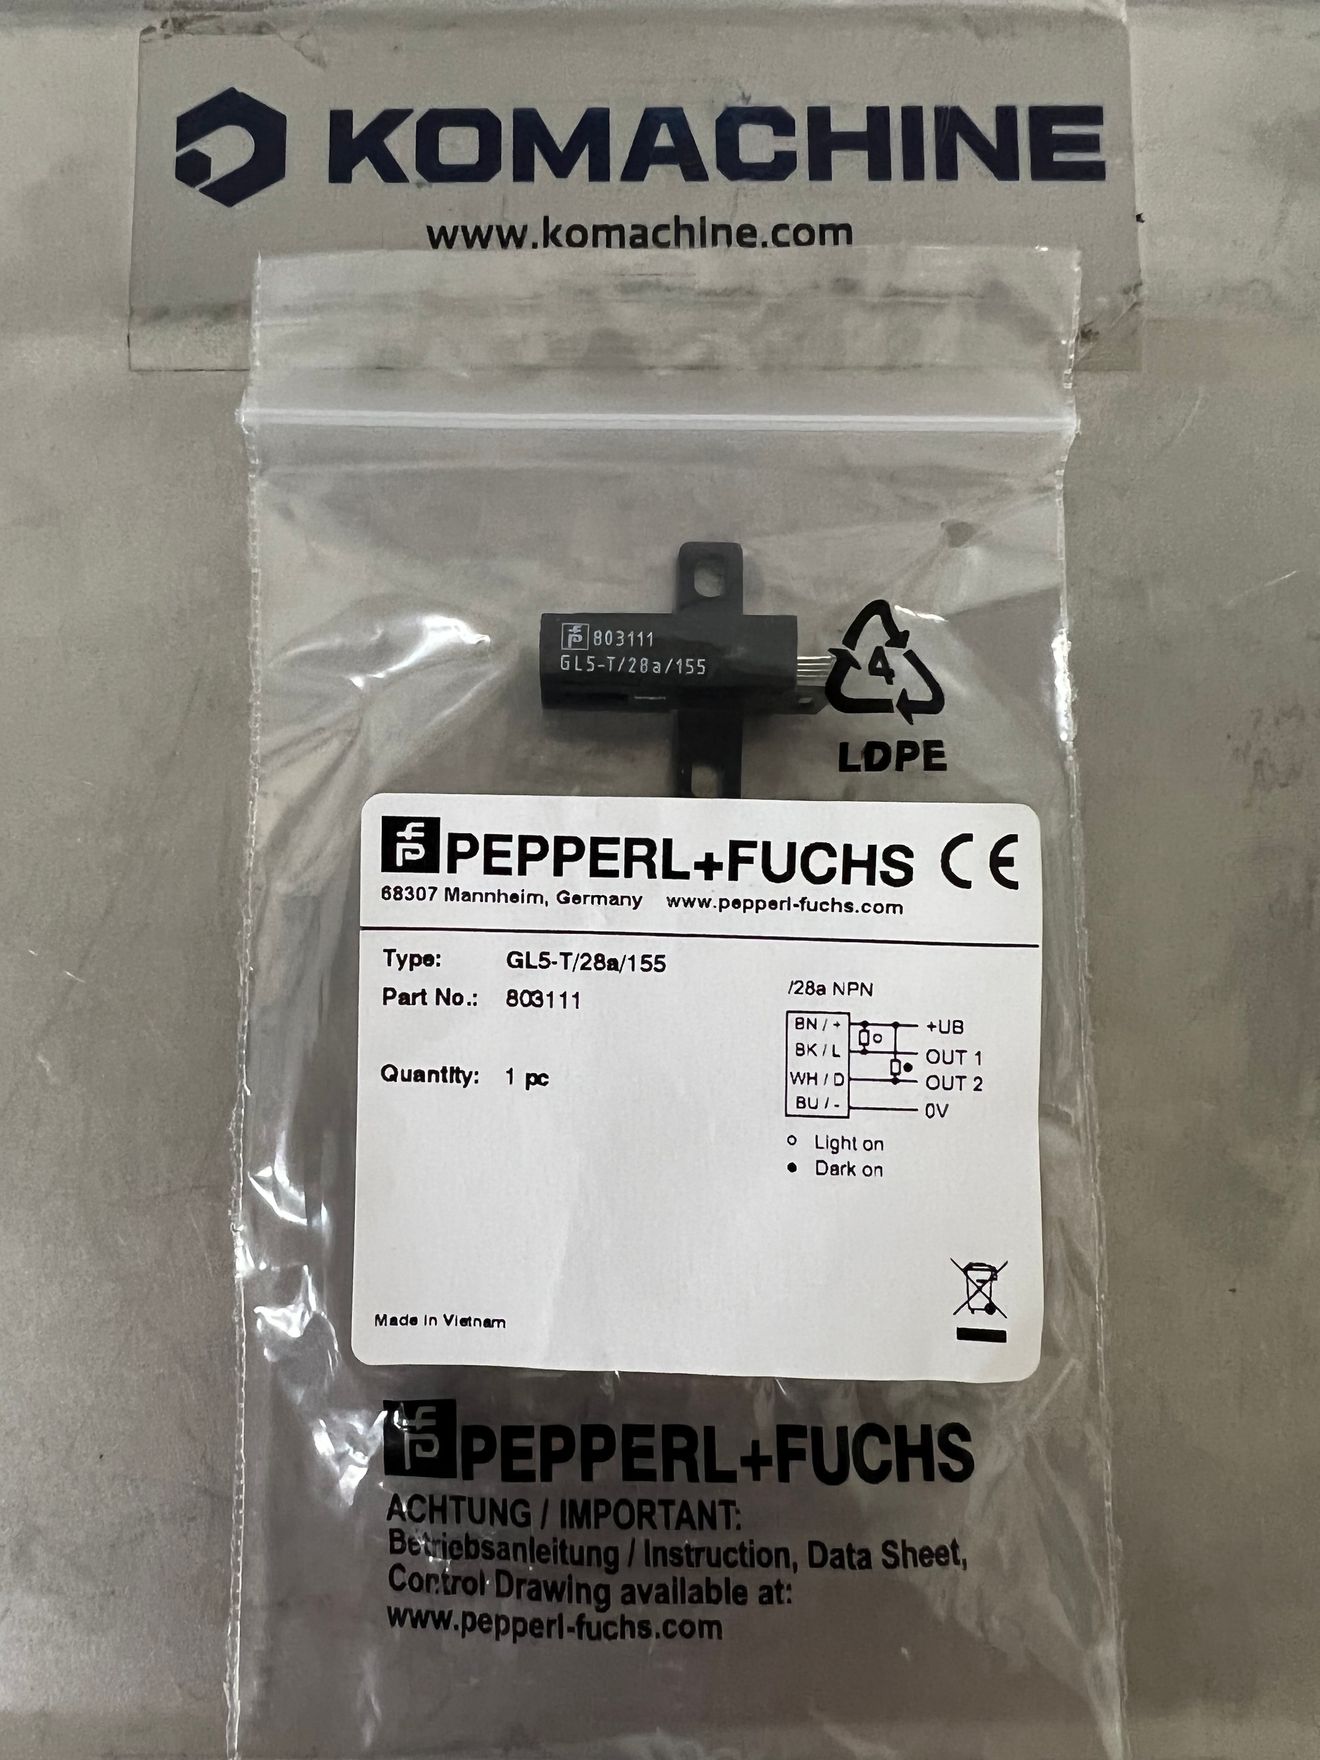 KOMACHINE
www.komachine.com
803111
GL5-T/28a/155
4
LDPE
PEPPERL+FUCHS CE
68307 Mannheim, Germany www.pepperl-fuchs.com
Type: GL5-T/28a/155
Part No.: 803111
/28a NPN
BN / + +UB
BK / L OUT 1
Quantity: 1 pc
WH / D OUT 2
BU / - 0V
Light on
Dark on
Made in Vietnam
PEPPERL+FUCHS
ACHTUNG / IMPORTANT:
Betriebsanleitung / Instruction, Data Sheet,
Control Drawing available at:
www.pepperl-fuchs.com